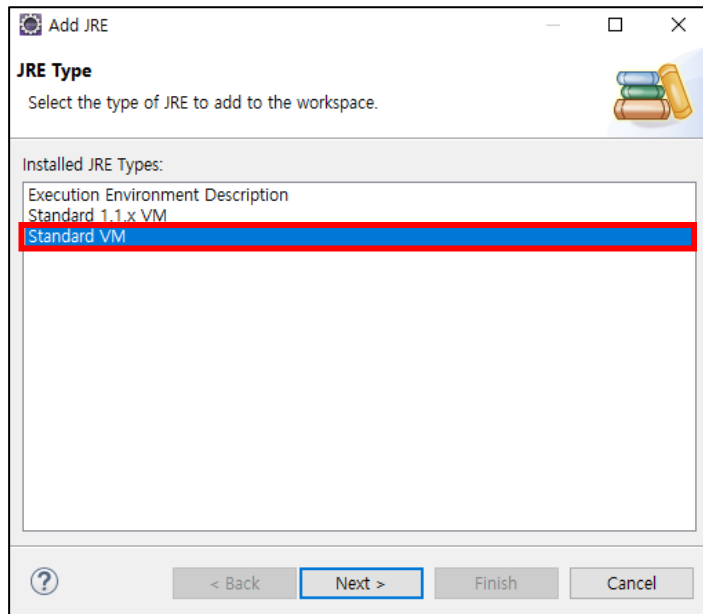 Add JRE
JRE Type
Select the type of JRE to add to the workspace.
Installed JRE Types:
Execution Environment Description
Standard 1.1.x VM
Standard VM
?
< Back
Next >
Finish
Cancel